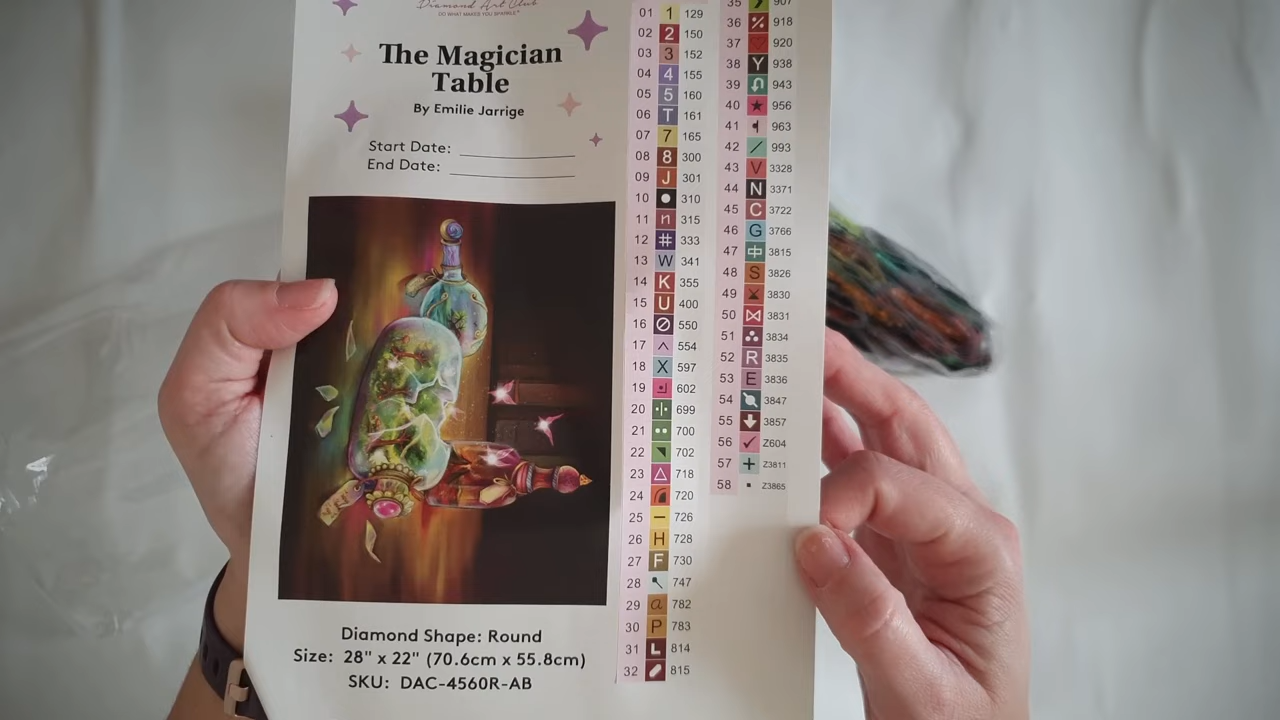 Diamond Art Club
DO WHAT MAKES YOU SPARKLE
The Magician
Table
By Emilie Jarrige
Start Date:
End Date:
Diamond Shape: Round
Size: 28" x 22" (70.6cm x 55.8cm)
SKU: DAC-4560R-AB
01 1 129
02 2 150
03 3 152
04 4 155
05 5 160
06 T 161
07 7 165
08 8 300
09 J 301
10 310
11 n 315
12 # 333
13 W 341
14 K 355
15 U 400
16 550
17 ^ 554
18 X 597
19 602
20 699
21 700
22 702
23 718
24 720
25 – 726
26 H 728
27 F 730
28 747
29 a 782
30 P 783
31 L 814
32 815
35 907
36 918
37 920
38 Y 938
39 943
40 ★ 956
41 963
42 / 993
43 V 3328
44 N 3371
45 C 3722
46 G 3766
47 3815
48 S 3826
49 3830
50 3831
51 3834
52 R 3835
53 E 3836
54 3847
55 3857
56 ✓ Z604
57 + Z3811
58 Z3865